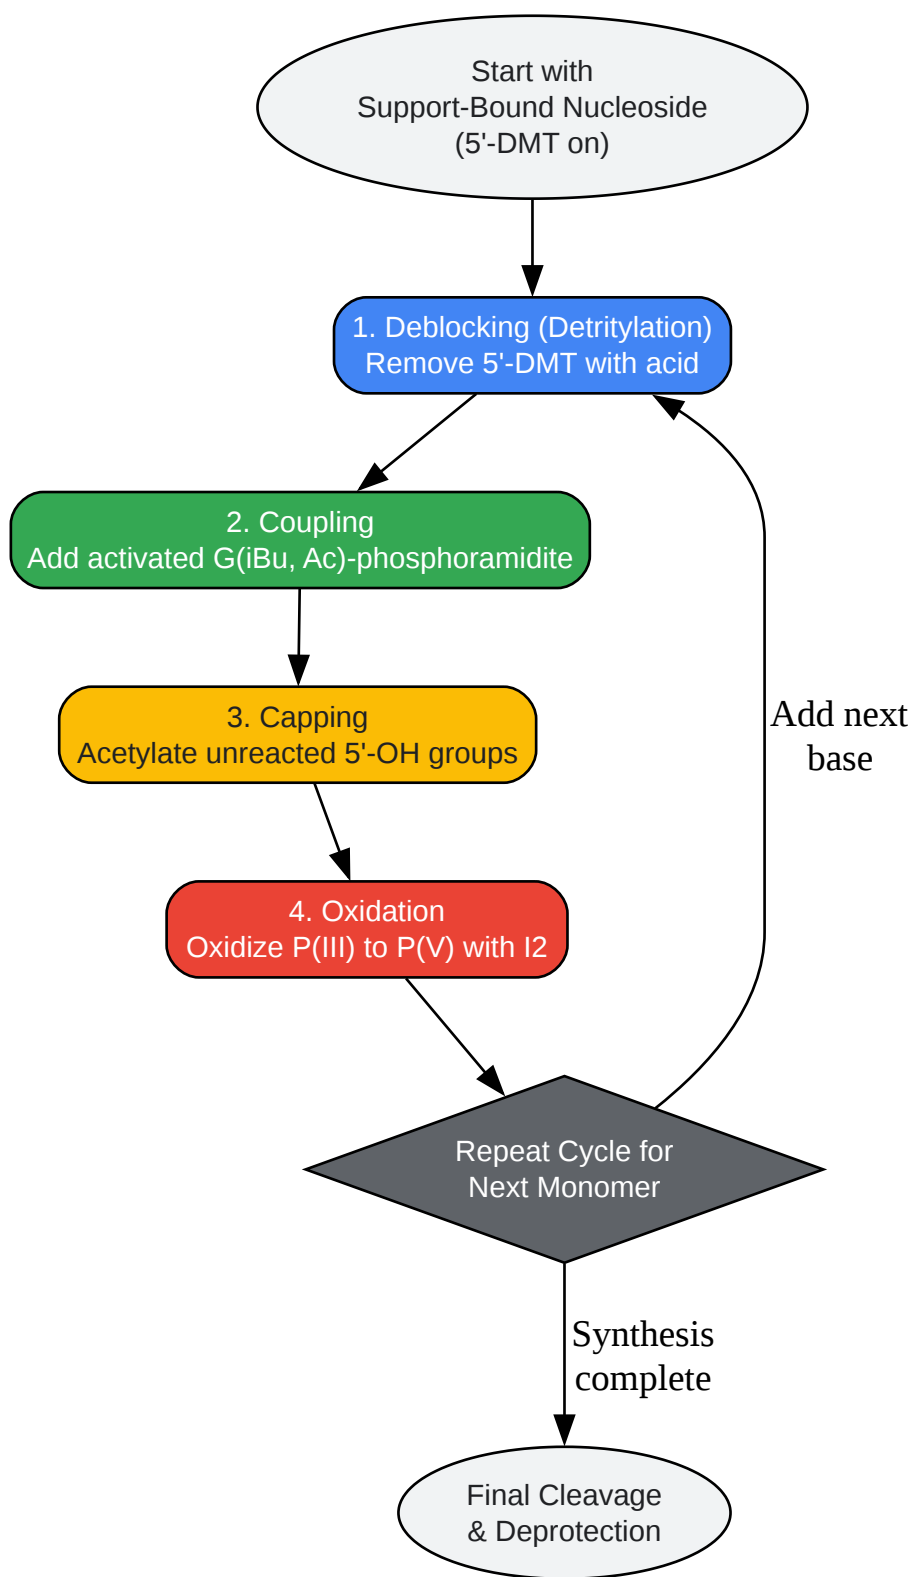 Start with
Support-Bound Nucleoside
(5'-DMT on)
1. Deblocking (Detritylation)
Remove 5'-DMT with acid
2. Coupling
Add activated G(iBu, Ac)-phosphoramidite
3. Capping
Acetylate unreacted 5'-OH groups
Add next
base
4. Oxidation
Oxidize P(III) to P(V) with I2
Repeat Cycle for
Next Monomer
Synthesis
complete
Final Cleavage
& Deprotection